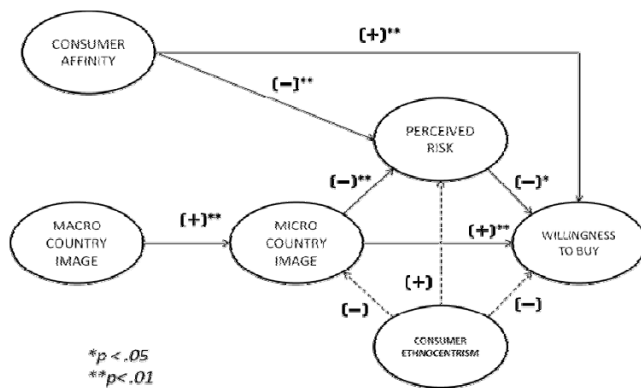 (+)**
CONSUMER
AFFINITY
(−)**
PERCEIVED
RISK
(−)**
(−)*
MACRO
COUNTRY
IMAGE
(+)**
MICRO
COUNTRY
IMAGE
(+)**
WILLINGNESS
TO BUY
(−)
(+)
(−)
CONSUMER
ETHNOCENTRISM
*p < .05
**p< .01